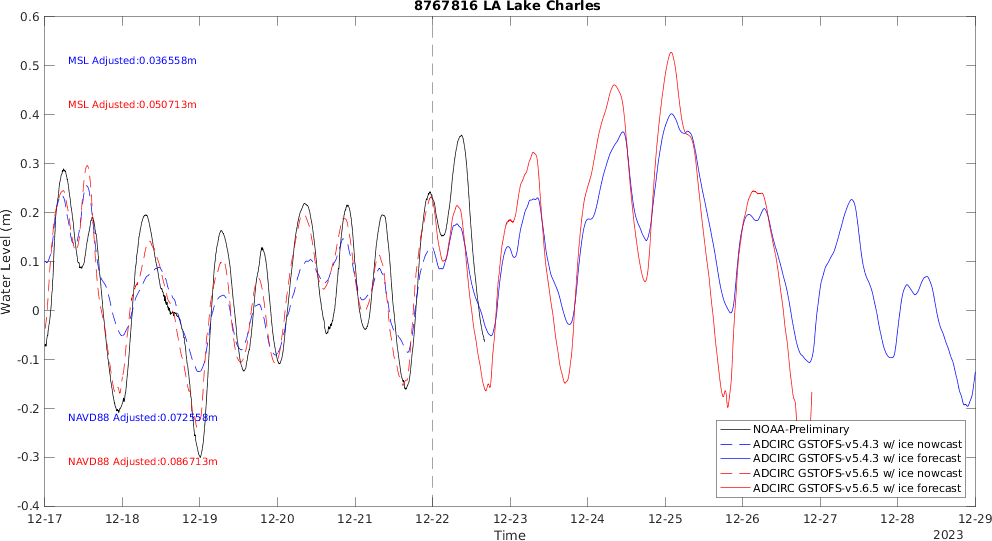 8767816 LA Lake Charles
0.6
0.5
0.4
0.3
0.2
0.1
0
-0.1
-0.2
-0.3
-0.4
Water Level (m)
MSL Adjusted:0.036558m
MSL Adjusted:0.050713m
NAVD88 Adjusted:0.072558m
NAVD88 Adjusted:0.086713m
NOAA-Preliminary
ADCIRC GSTOFS-v5.4.3 w/ ice nowcast
ADCIRC GSTOFS-v5.4.3 w/ ice forecast
ADCIRC GSTOFS-v5.6.5 w/ ice nowcast
ADCIRC GSTOFS-v5.6.5 w/ ice forecast
12-17 12-18 12-19 12-20 12-21 12-22 12-23 12-24 12-25 12-26 12-27 12-28 12-29
Time
2023